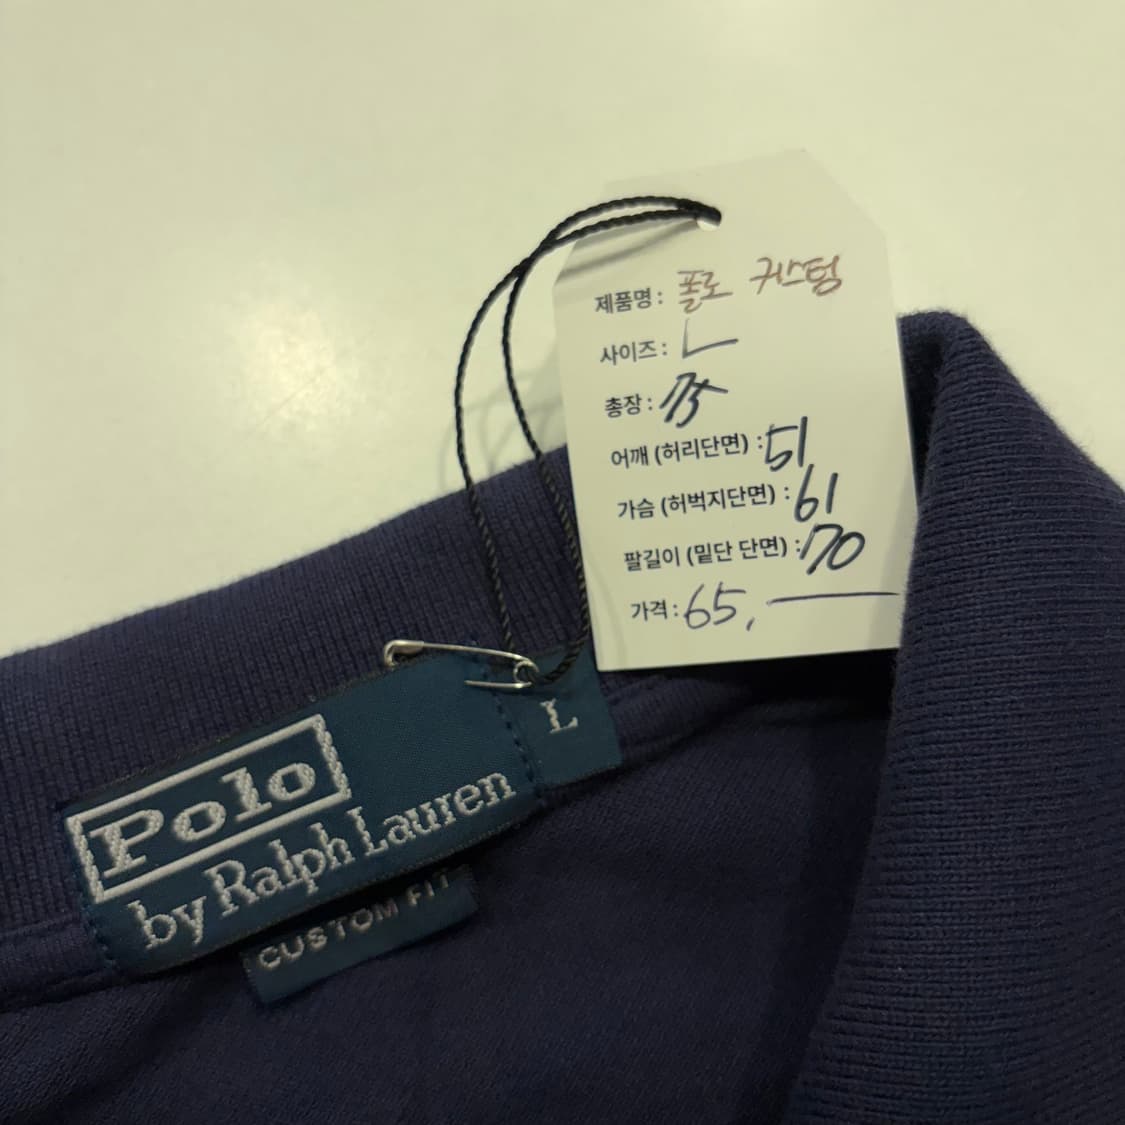 제품명 : 폴로 커스텀
사이즈 : L
총장 : 75
어깨 (허리단면) : 51
가슴 (허벅지단면) : 61
팔길이 (밑단 단면) : 70
가격 : 65,
L
Polo
by Ralph Lauren
CUSTOM FIT